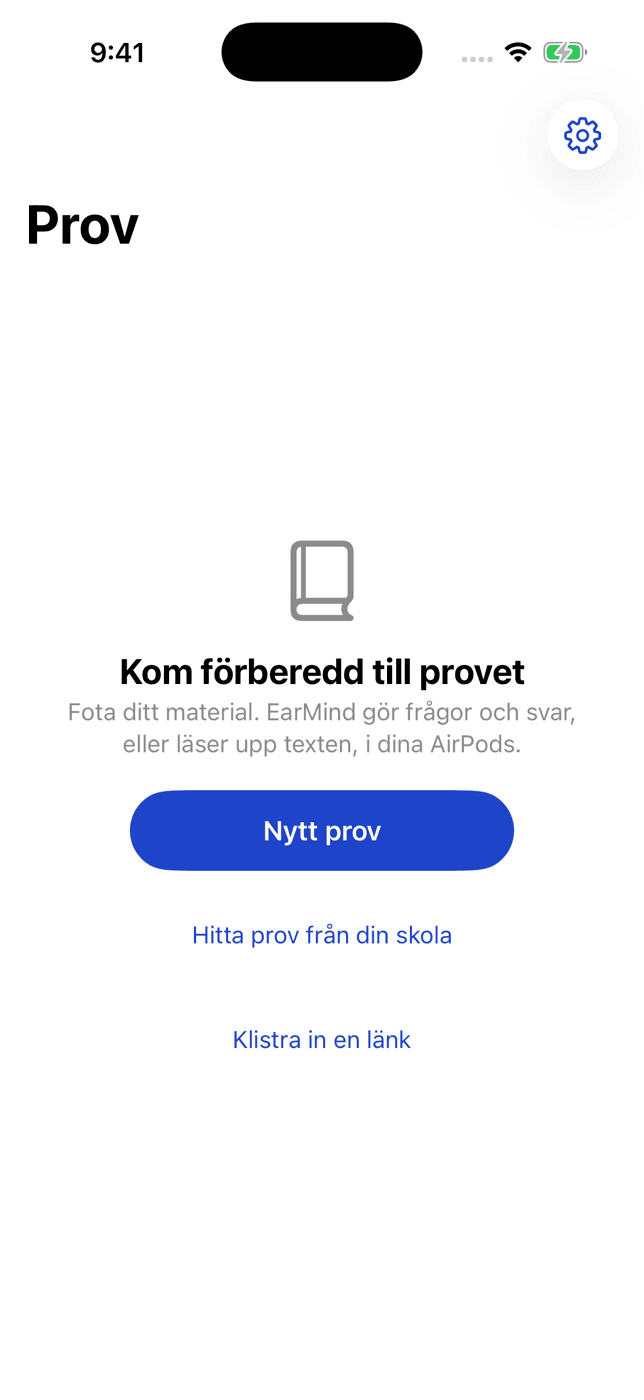 9:41
Prov
Kom förberedd till provet
Fota ditt material. EarMind gör frågor och svar,
eller läser upp texten, i dina AirPods.
Nytt prov
Hitta prov från din skola
Klistra in en länk